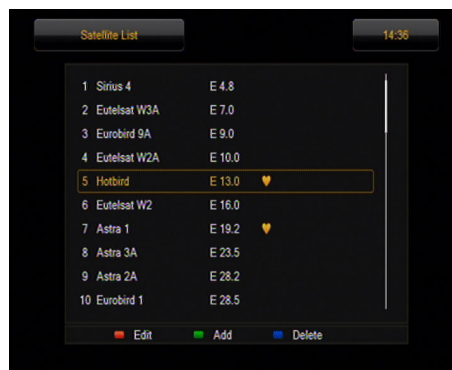 Satellite List 14:36
1 Sirius 4 E 4.8
2 Eutelsat W3A E 7.0
3 Eurobird 9A E 9.0
4 Eutelsat W2A E 10.0
5 Hotbird E 13.0
6 Eutelsat W2 E 16.0
7 Astra 1 E 19.2
8 Astra 3A E 23.5
9 Astra 2A E 28.2
10 Eurobird 1 E 28.5
Edit Add Delete